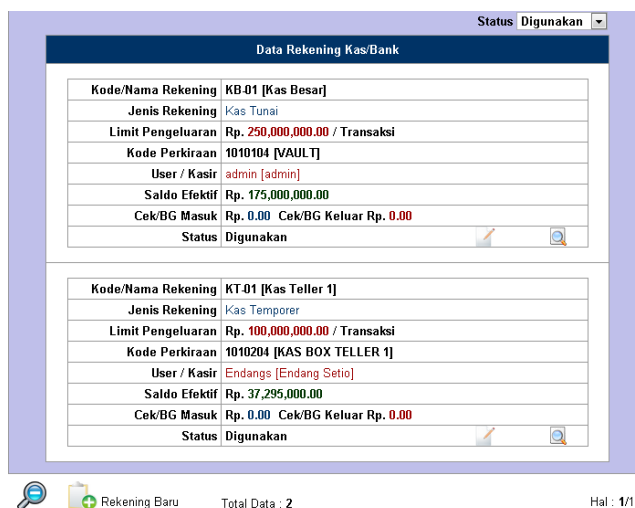 Status Digunakan
Data Rekening Kas/Bank
Kode/Nama Rekening KB-01 [Kas Besar]
Jenis Rekening Kas Tunai
Limit Pengeluaran Rp. 250,000,000.00 / Transaksi
Kode Perkiraan 1010104 [VAULT]
User / Kasir admin [admin]
Saldo Efektif Rp. 175,000,000.00
Cek/BG Masuk Rp. 0.00 Cek/BG Keluar Rp. 0.00
Status Digunakan
Kode/Nama Rekening KT-01 [Kas Teller 1]
Jenis Rekening Kas Temporer
Limit Pengeluaran Rp. 100,000,000.00 / Transaksi
Kode Perkiraan 1010204 [KAS BOX TELLER 1]
User / Kasir Endangs [Endang Setio]
Saldo Efektif Rp. 37,295,000.00
Cek/BG Masuk Rp. 0.00 Cek/BG Keluar Rp. 0.00
Status Digunakan
Rekening Baru Total Data : 2 Hal : 1/1